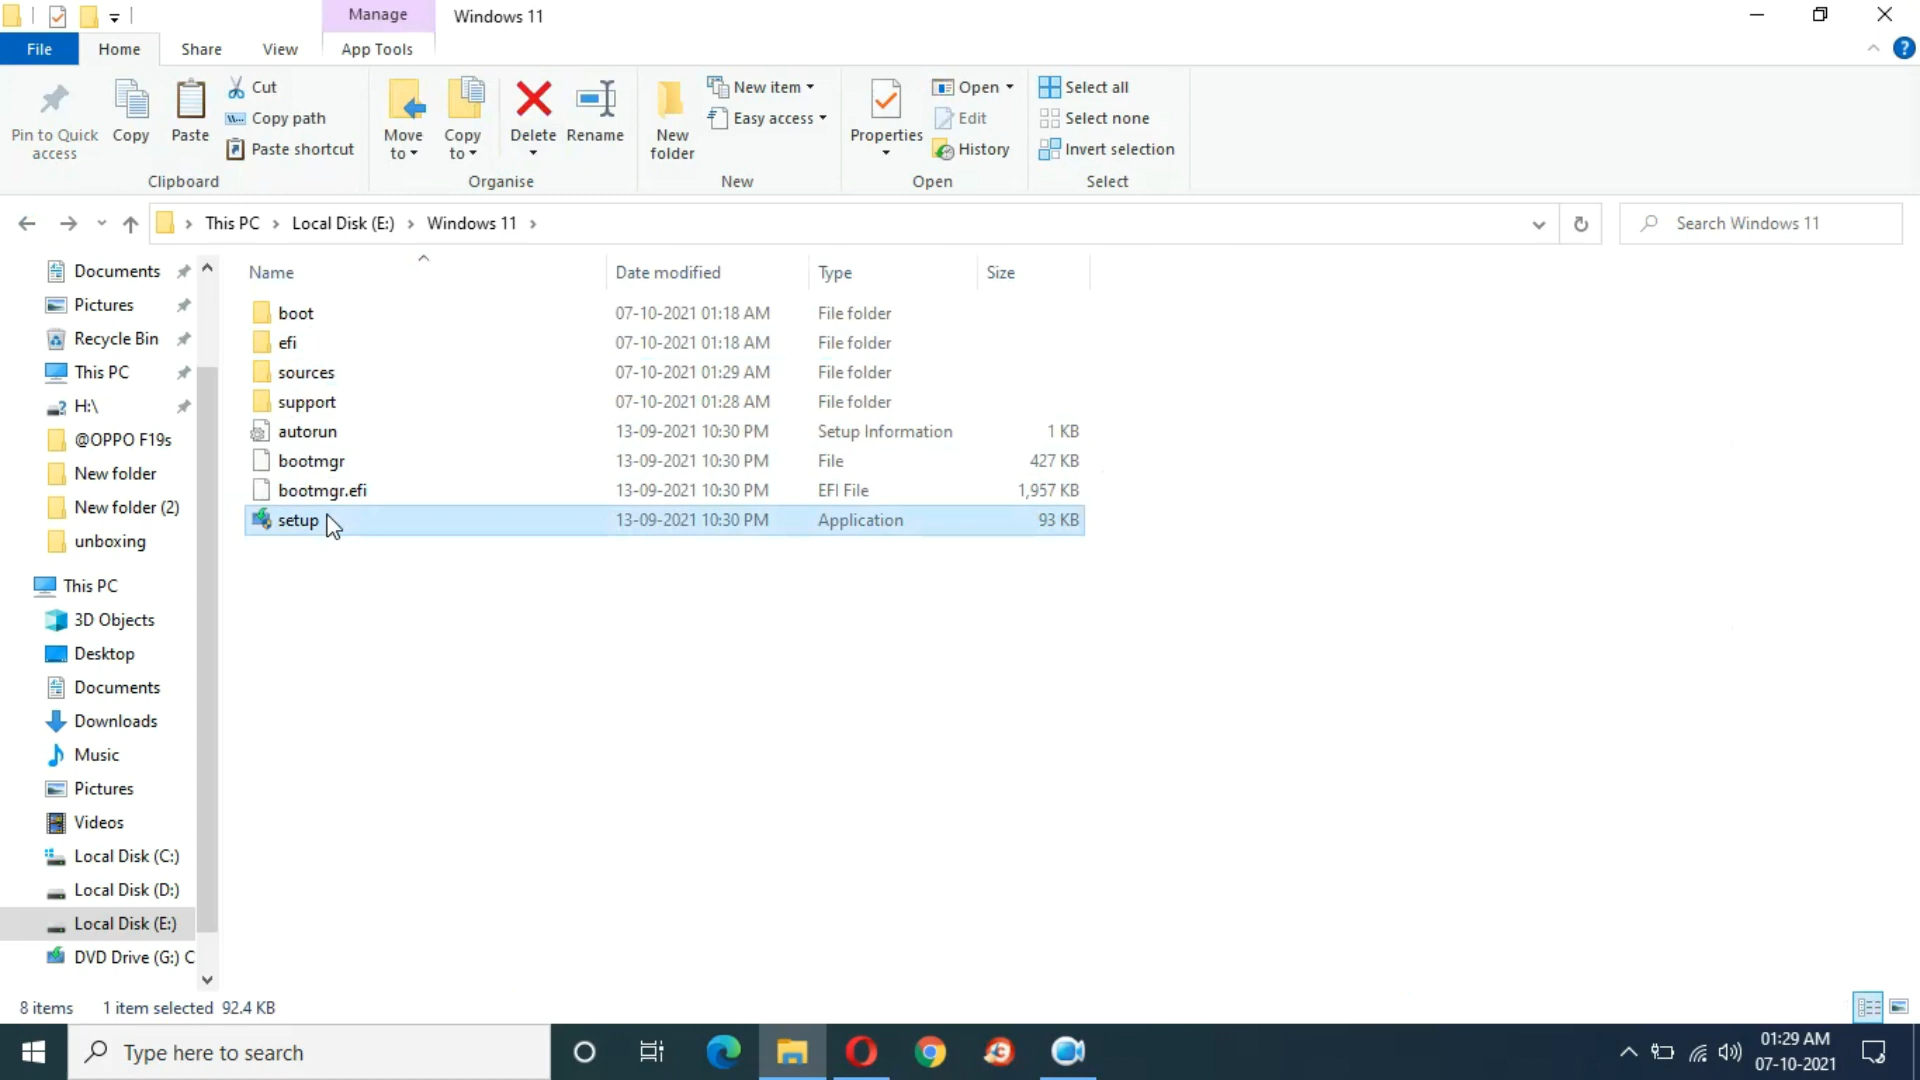 Manage
Windows 11
File
Home
Share
View
App Tools
Pin to Quick access
Copy
Paste
Cut
Copy path
Paste shortcut
Clipboard
Move to
Copy to
Delete
Rename
Organise
New folder
New item
Easy access
New
Properties
Open
Edit
History
Open
Select all
Select none
Invert selection
Select
This PC > Local Disk (E:) > Windows 11 >
Search Windows 11
Documents
Pictures
Recycle Bin
This PC
H:\
@OPPO F19s
New folder
New folder (2)
unboxing
This PC
3D Objects
Desktop
Documents
Downloads
Music
Pictures
Videos
Local Disk (C:)
Local Disk (D:)
Local Disk (E:)
DVD Drive (G:) C
Name Date modified Type Size
boot 07-10-2021 01:18 AM File folder
efi 07-10-2021 01:18 AM File folder
sources 07-10-2021 01:29 AM File folder
support 07-10-2021 01:28 AM File folder
autorun 13-09-2021 10:30 PM Setup Information 1 KB
bootmgr 13-09-2021 10:30 PM File 427 KB
bootmgr.efi 13-09-2021 10:30 PM EFI File 1,957 KB
setup 13-09-2021 10:30 PM Application 93 KB
8 items 1 item selected 92.4 KB
Type here to search
01:29 AM
07-10-2021